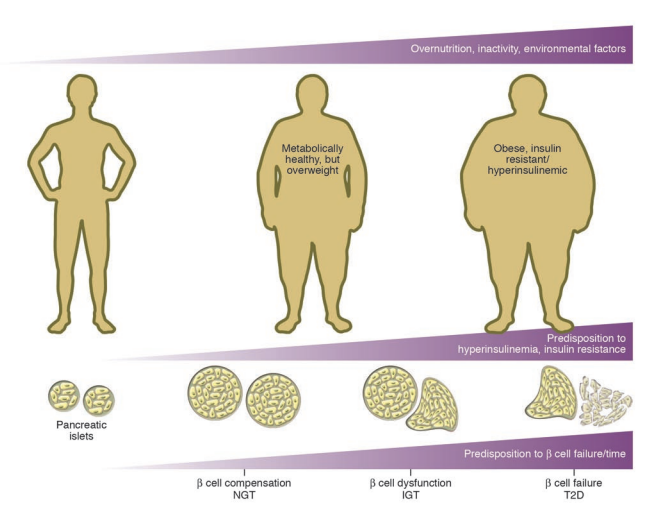 Overnutrition, inactivity, environmental factors
Metabolically
healthy, but
overweight
Obese, insulin
resistant/
hyperinsulinemic
Predisposition to
hyperinsulinemia, insulin resistance
Pancreatic
islets
Predisposition to β cell failure/time
β cell compensation
NGT
β cell dysfunction
IGT
β cell failure
T2D